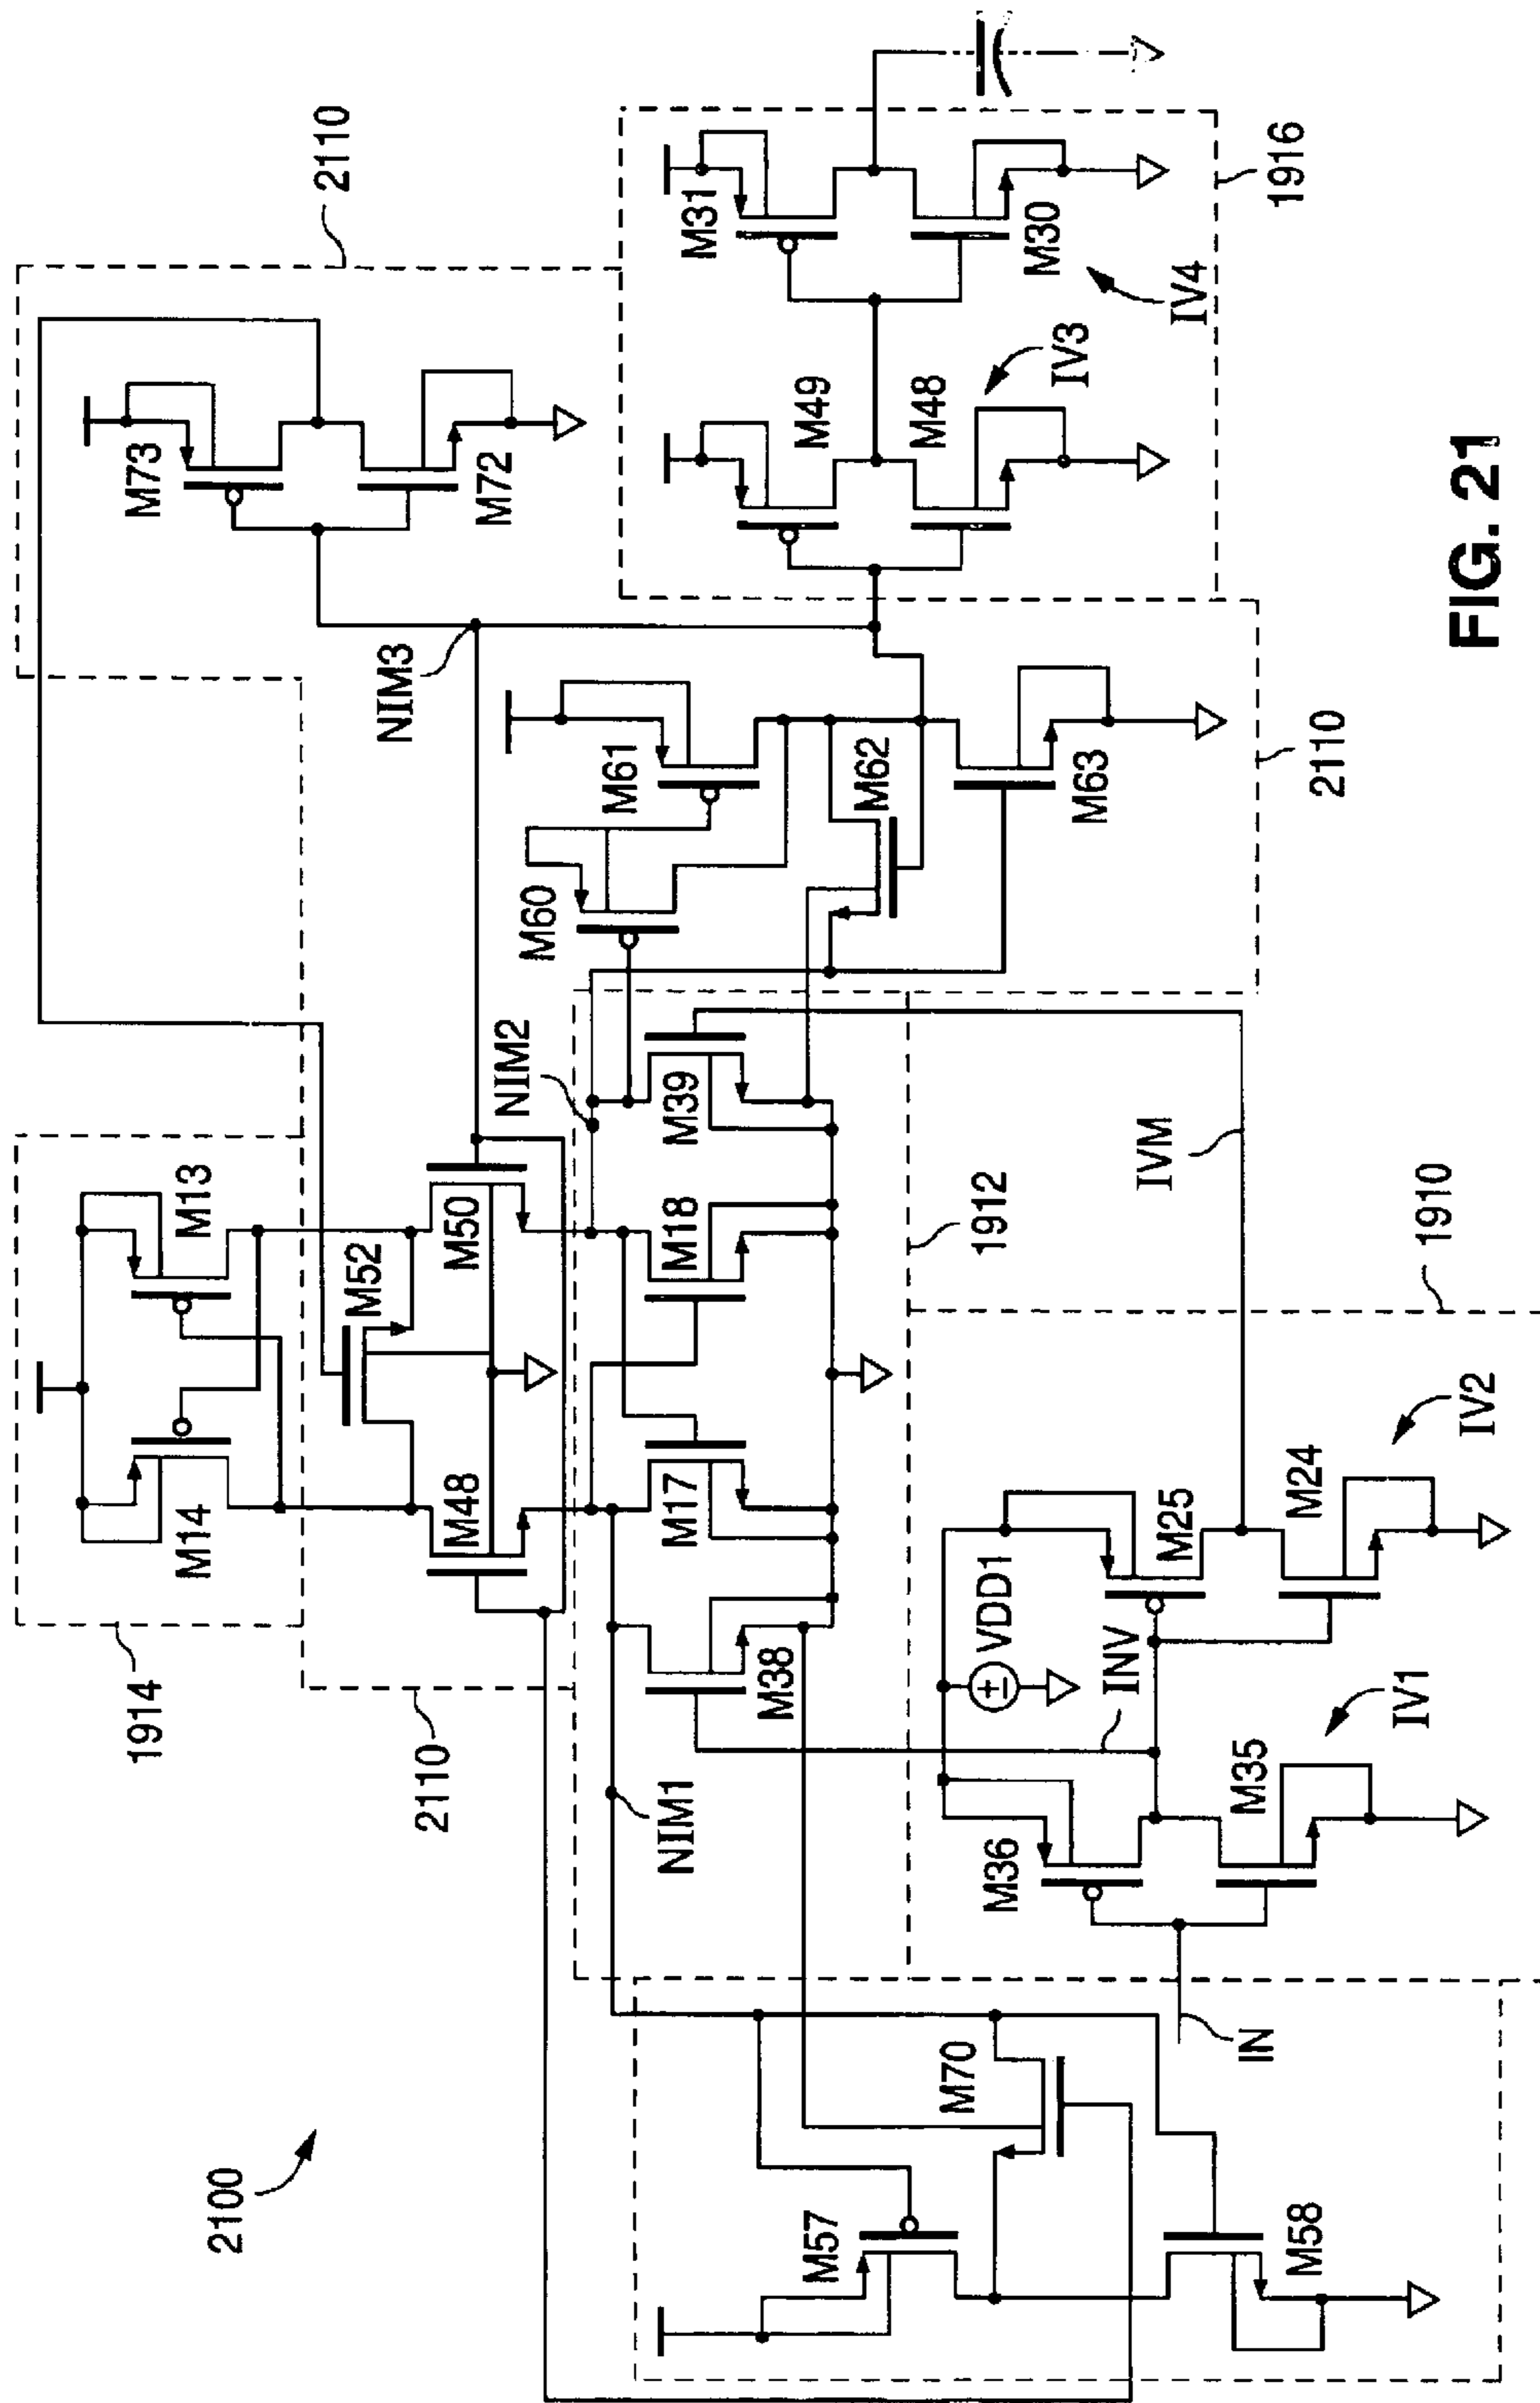 2100
1914
M14
M13
2110
M48
M52
M50
NIM3
M73
M72
2110
NIM1
M38
M17
M18
M39
NIM2
M60
M61
M62
M63
2110
1912
M57
M58
M70
IN
M36
M35
IV1
INV
VDD1
M25
M24
IV2
1910
IVM
M49
M48
IV3
M31
M30
IV4
1916
FIG. 21